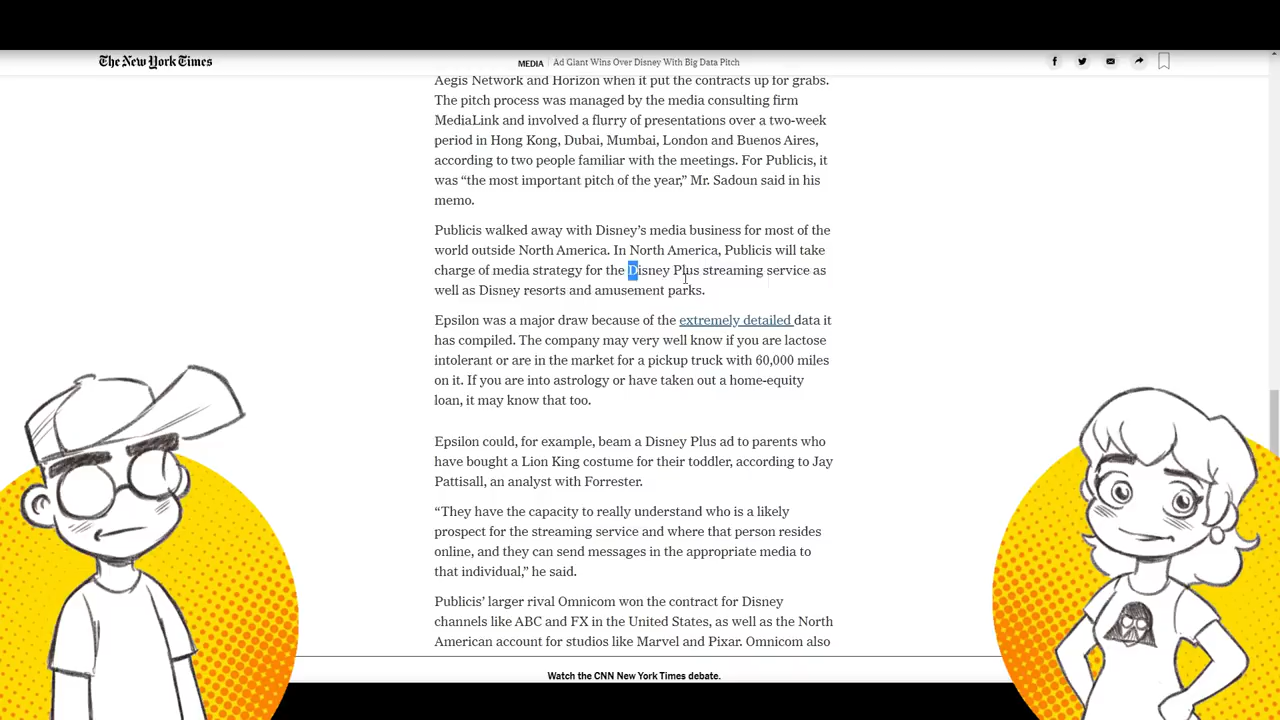 The New York Times
MEDIA | Ad Giant Wins Over Disney With Big Data Pitch
Aegis Network and Horizon when it put the contracts up for grabs.
The pitch process was managed by the media consulting firm
MediaLink and involved a flurry of presentations over a two-week
period in Hong Kong, Dubai, Mumbai, London and Buenos Aires,
according to two people familiar with the meetings. For Publicis, it
was “the most important pitch of the year,” Mr. Sadoun said in his
memo.
Publicis walked away with Disney’s media business for most of the
world outside North America. In North America, Publicis will take
charge of media strategy for the Disney Plus streaming service as
well as Disney resorts and amusement parks.
Epsilon was a major draw because of the extremely detailed data it
has compiled. The company may very well know if you are lactose
intolerant or are in the market for a pickup truck with 60,000 miles
on it. If you are into astrology or have taken out a home-equity
loan, it may know that too.
Epsilon could, for example, beam a Disney Plus ad to parents who
have bought a Lion King costume for their toddler, according to Jay
Pattisall, an analyst with Forrester.
“They have the capacity to really understand who is a likely
prospect for the streaming service and where that person resides
online, and they can send messages in the appropriate media to
that individual,” he said.
Publicis’ larger rival Omnicom won the contract for Disney
channels like ABC and FX in the United States, as well as the North
American account for studios like Marvel and Pixar. Omnicom also
Watch the CNN New York Times debate.